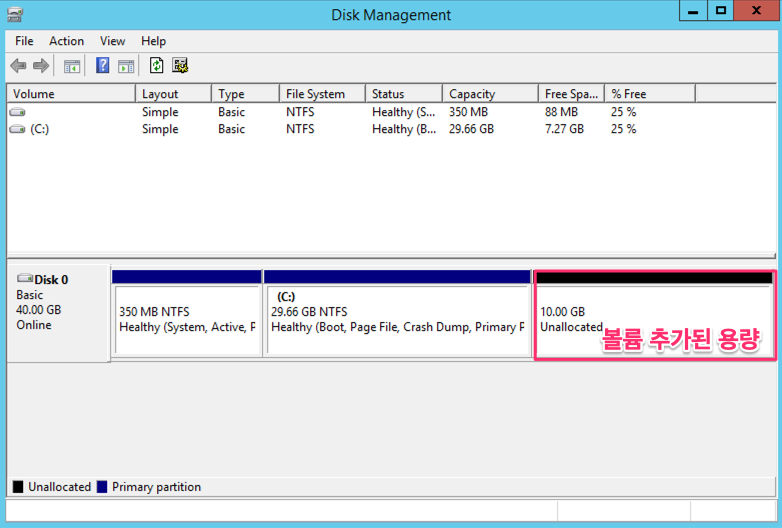 Disk Management
File Action View Help
Volume Layout Type File System Status Capacity Free Spa... % Free
Simple Basic NTFS Healthy (S... 350 MB 88 MB 25 %
(C:) Simple Basic NTFS Healthy (B... 29.66 GB 7.27 GB 25 %
Disk 0
Basic
40.00 GB
Online
350 MB NTFS
Healthy (System, Active, P
(C:)
29.66 GB NTFS
Healthy (Boot, Page File, Crash Dump, Primary P
10.00 GB
Unallocated
볼륨 추가된 용량
Unallocated Primary partition